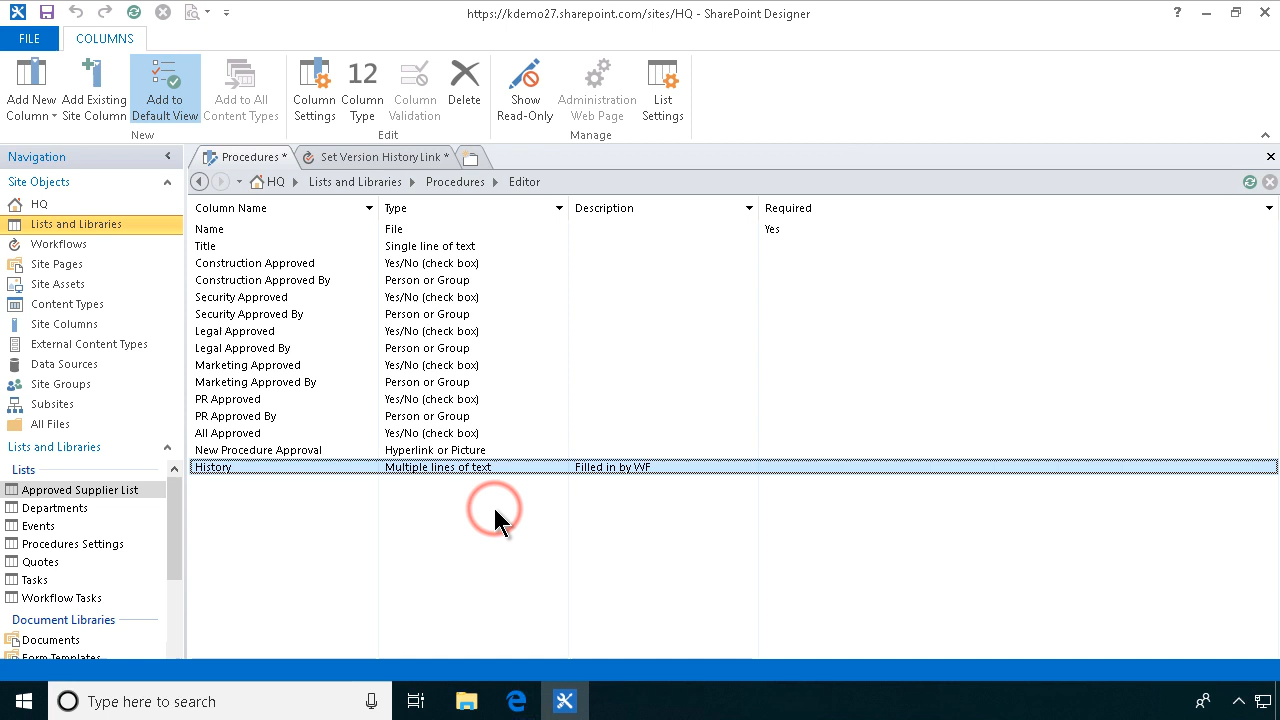 https://kdemo27.sharepoint.com/sites/HQ - SharePoint Designer
?
FILE
COLUMNS
Add New Column
Add Existing Site Column
Add to Default View
Add to All Content Types
Column Settings
12
Column Type
Column Validation
Delete
Show Read-Only
Administration Web Page
List Settings
New
Edit
Manage
Navigation
Procedures *
Set Version History Link *
Site Objects
HQ
Lists and Libraries
Procedures
Editor
HQ
Lists and Libraries
Workflows
Site Pages
Site Assets
Content Types
Site Columns
External Content Types
Data Sources
Site Groups
Subsites
All Files
Lists and Libraries
Lists
Approved Supplier List
Departments
Events
Procedures Settings
Quotes
Tasks
Workflow Tasks
Document Libraries
Documents
Form Templates
Column Name Type Description Required
Name File Yes
Title Single line of text
Construction Approved Yes/No (check box)
Construction Approved By Person or Group
Security Approved Yes/No (check box)
Security Approved By Person or Group
Legal Approved Yes/No (check box)
Legal Approved By Person or Group
Marketing Approved Yes/No (check box)
Marketing Approved By Person or Group
PR Approved Yes/No (check box)
PR Approved By Person or Group
All Approved Yes/No (check box)
New Procedure Approval Hyperlink or Picture
History Multiple lines of text Filled in by WF
Type here to search